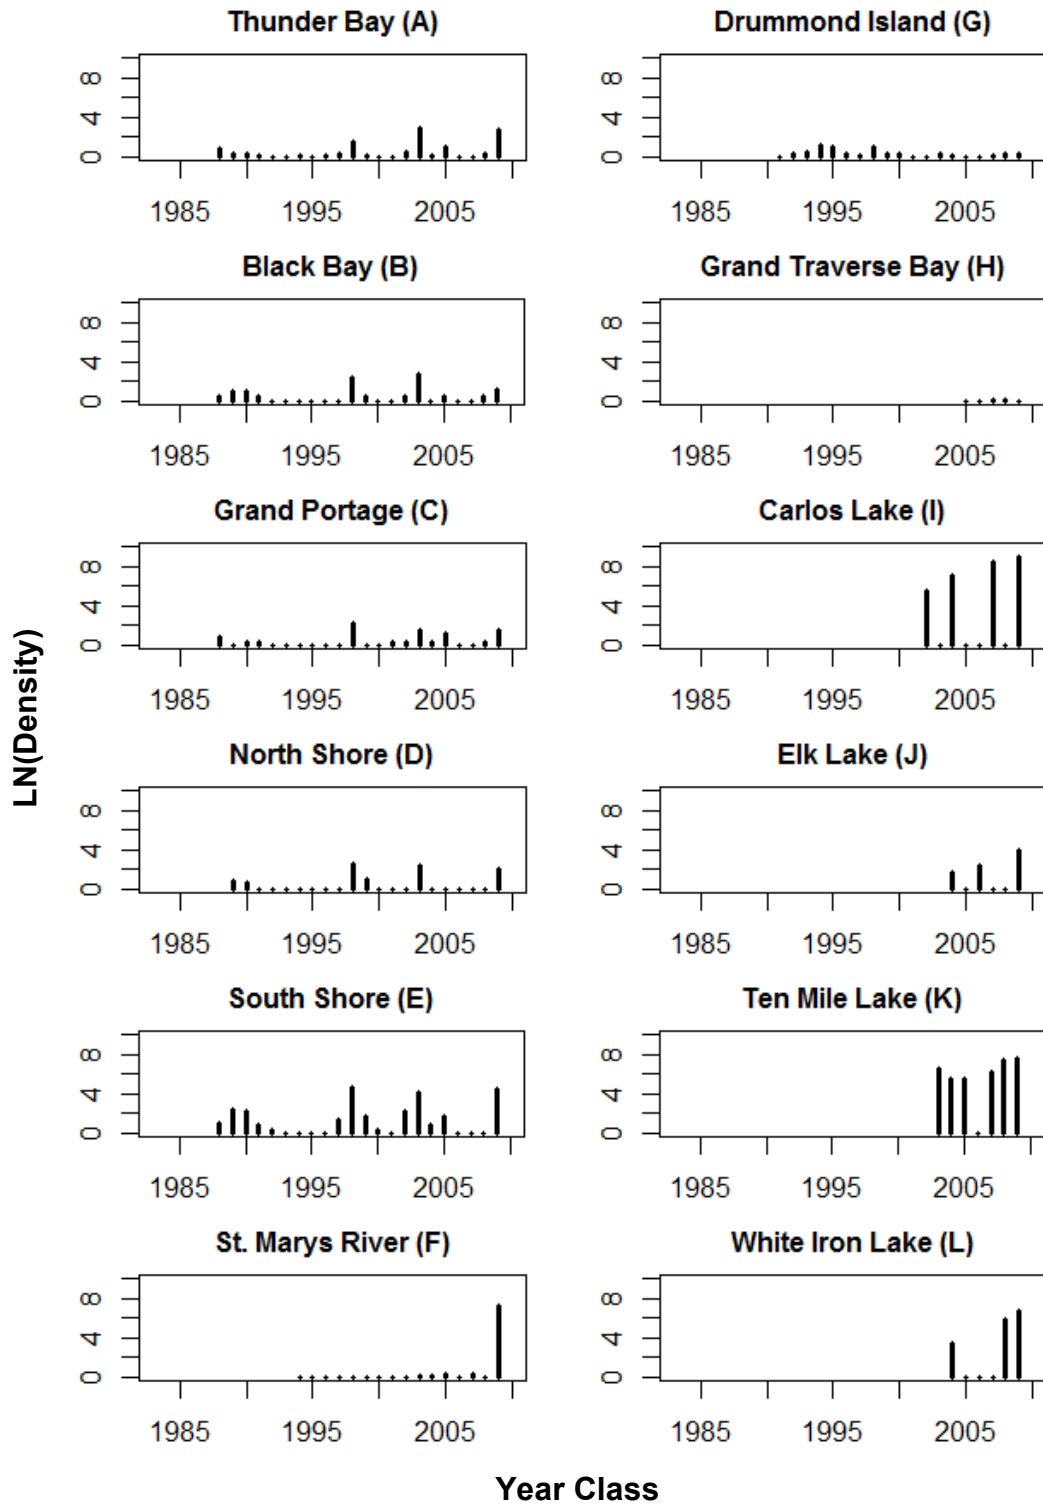 Thunder Bay (A)
8
4
0
1985 1995 2005
Drummond Island (G)
8
4
0
1985 1995 2005
Black Bay (B)
8
4
0
1985 1995 2005
Grand Traverse Bay (H)
8
4
0
1985 1995 2005
Grand Portage (C)
8
4
0
1985 1995 2005
Carlos Lake (I)
8
4
0
1985 1995 2005
North Shore (D)
8
4
0
1985 1995 2005
Elk Lake (J)
8
4
0
1985 1995 2005
South Shore (E)
8
4
0
1985 1995 2005
Ten Mile Lake (K)
8
4
0
1985 1995 2005
St. Marys River (F)
8
4
0
1985 1995 2005
White Iron Lake (L)
8
4
0
1985 1995 2005
LN(Density)
Year Class